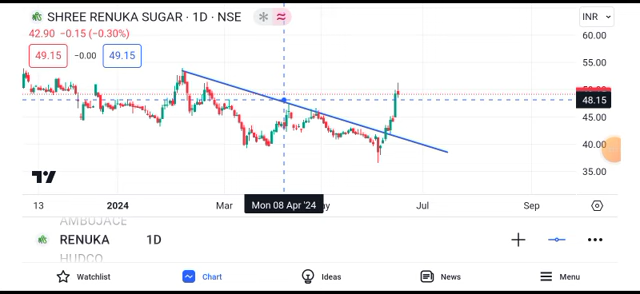 SHREE RENUKA SUGAR · 1D · NSE
INR
42.90 −0.15 (−0.30%)
49.15 −0.00 49.15
60.00
55.00
48.15
45.00
40.00
35.00
13 2024 Mar Mon 08 Apr '24 Jul Sep
AMBUJACE
RENUKA 1D
HUDCO
Watchlist Chart Ideas News Menu